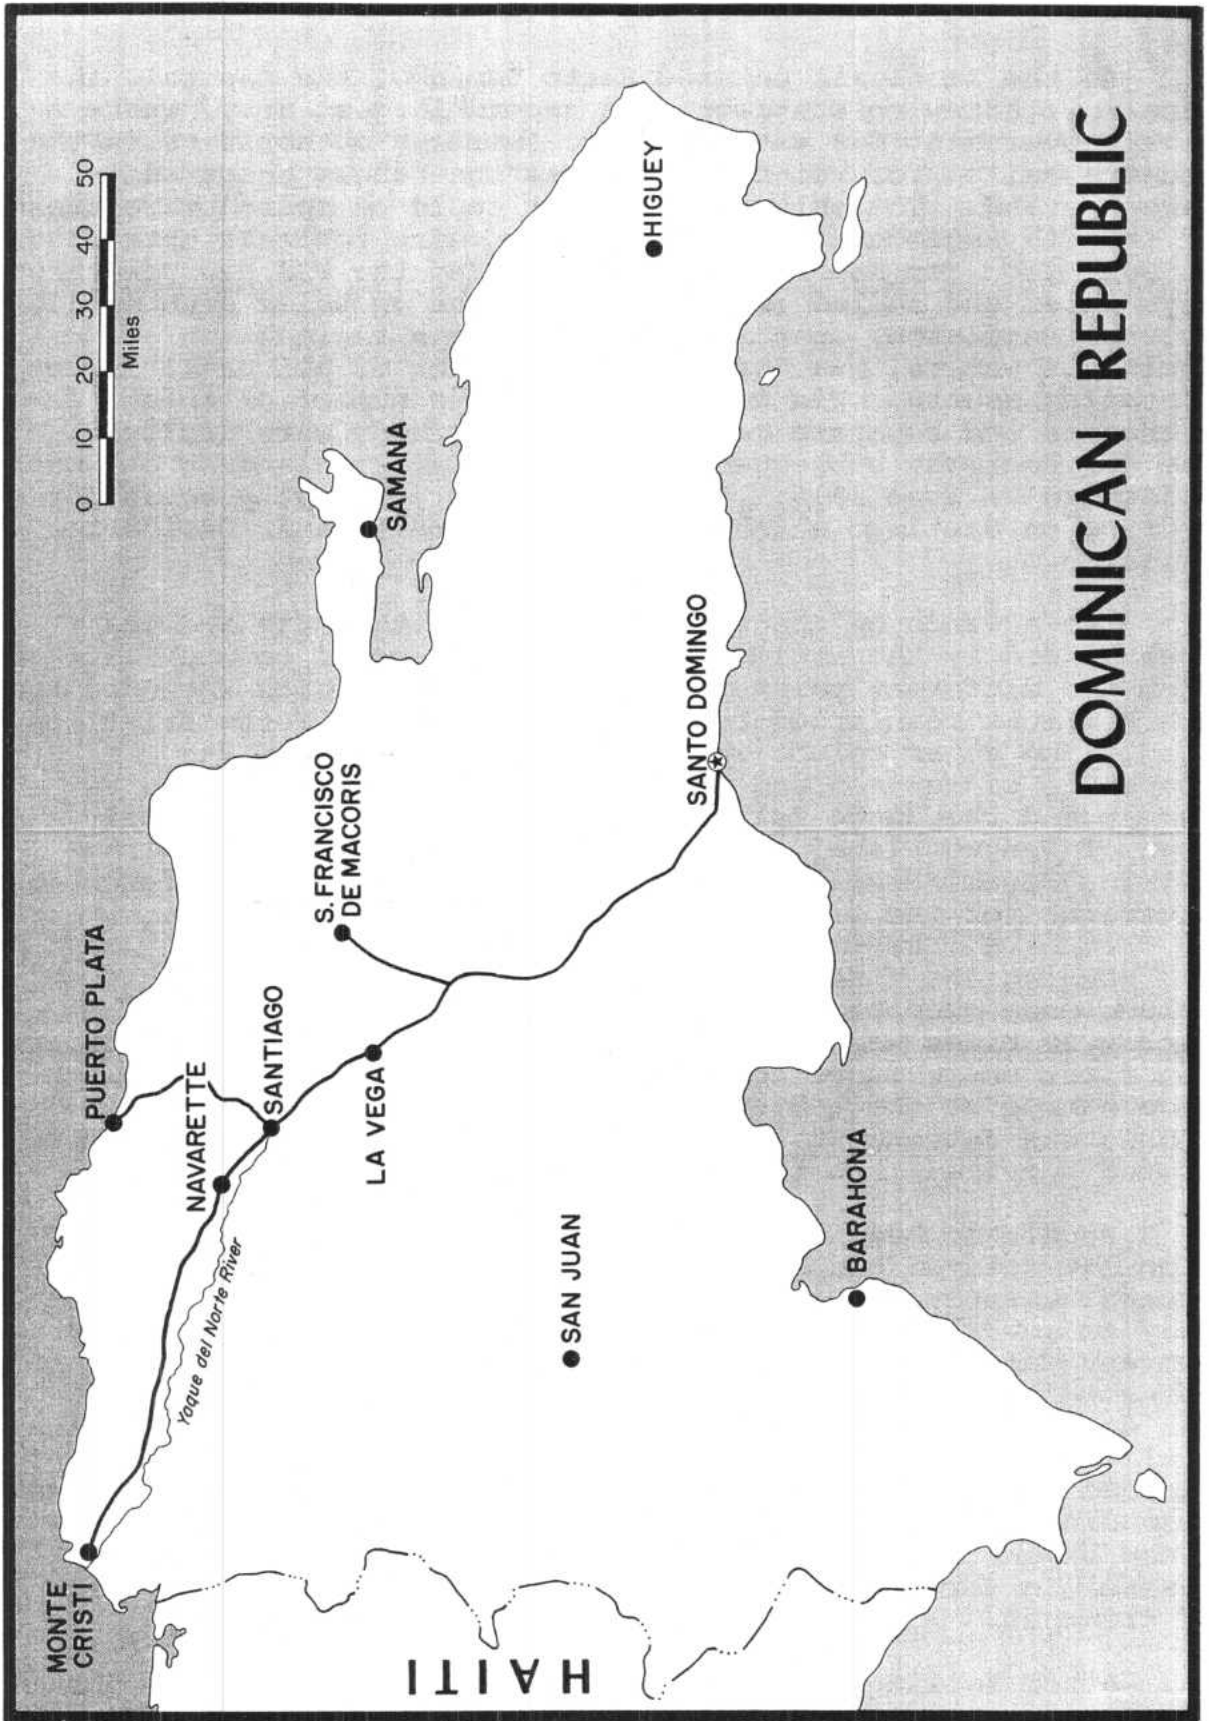 DOMINICAN REPUBLIC
0 10 20 30 40 50
Miles
MONTE
CRISTI
PUERTO PLATA
NAVARETTE
SANTIAGO
Yaque del Norte River
LA VEGA
S. FRANCISCO
DE MACORIS
SAMANA
HIGUEY
SANTO DOMINGO
SAN JUAN
BARAHONA
HAITI